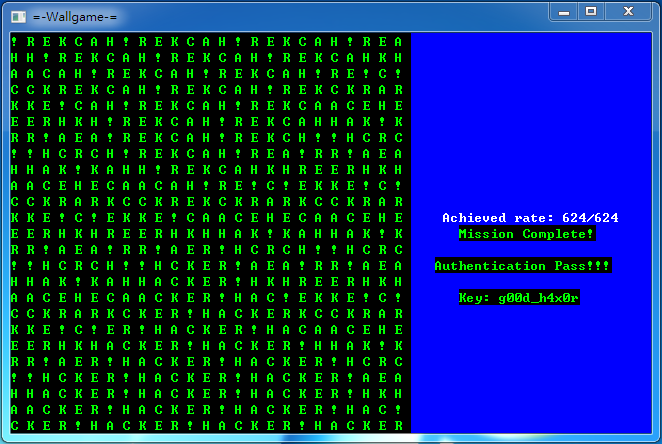 =-Wallgame-=
! R E K C A H ! R E K C A H ! R E K C A H ! R E A
H H ! R E K C A H ! R E K C A H ! R E K C A H K H
A A C A H ! R E K C A H ! R E K C A H ! R E ! C !
C C K R E K C A H ! R E K C A H ! R E K C R K A R
K K E ! C A H ! R E K C A H ! R E K C A A C E H E
E E R H K H ! R E K C A H ! R E K C A H H A K ! K
R R ! A E A ! R E K C A H ! R E K C H ! ! H C R C
! ! H C R C H ! R E K C A H ! R E A ! R R ! A E A
H H A K ! K A H H ! R E K C A H K H R E E R H K H
A A C E H E C A A C A H ! R E ! C ! E K K E ! C !
C C K R A R K C C K R E K C R K A R K C C K R A R
K K E ! C ! E K K E ! C A A C E H E C A A C E H E
E E R H K H R E E R H K H H A K ! K A H H A K ! K
R R ! A E A ! R R ! A E R ! H C R C H ! ! H C R C
! ! H C R C H ! ! H C K E R ! A E A ! R R ! A E A
H H A K ! K A H H A C K E R ! H K H R E E R H K H
A A C E H E C A A C K E R ! H A C ! E K K E ! C !
C C K R A R K C K E R ! H A C K E R K C C K R A R
K K E ! C ! E R ! H A C K E R ! H A C A A C E H E
E E R H K H A C K E R ! H A C K E R ! H H A K ! K
R R ! A E R ! H A C K E R ! H A C K E R ! H C R C
! ! H C K E R ! H A C K E R ! H A C K E R ! A E A
H H A C K E R ! H A C K E R ! H A C K E R ! H K H
A A C K E R ! H A C K E R ! H A C K E R ! H A C !
C K E R ! H A C K E R ! H A C K E R ! H A C K E R
Achieved rate: 624/624
Mission Complete!
Authentication Pass!!!
Key: g00d_h4x0r